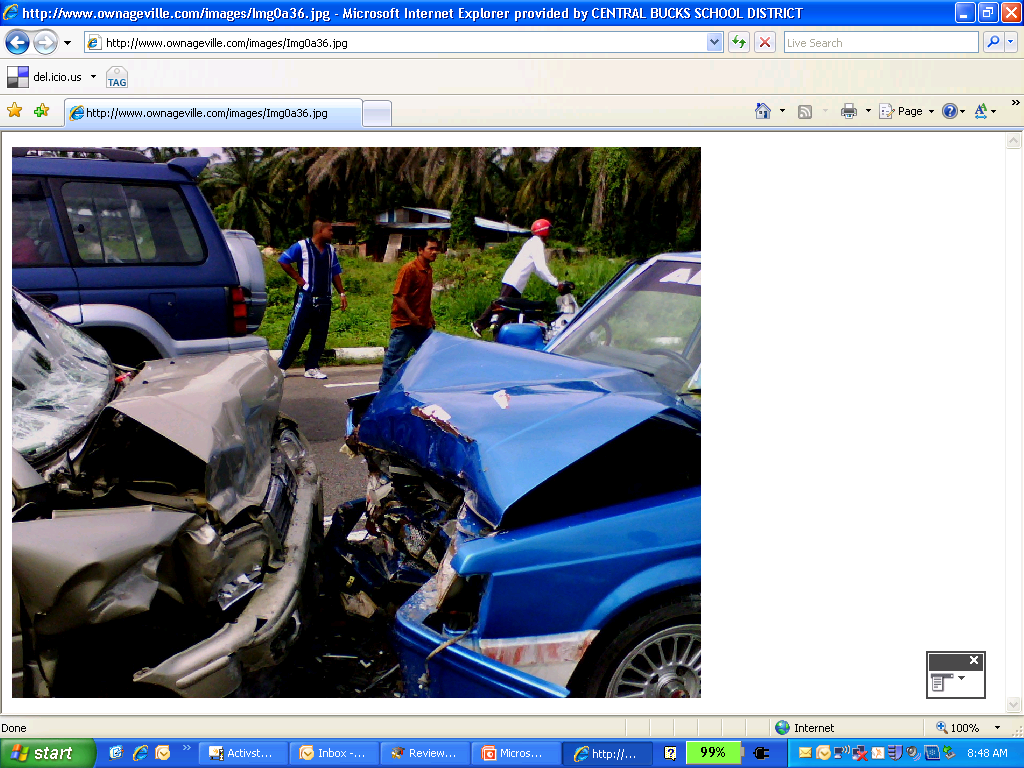 http://www.ownageville.com/images/Img0a36.jpg - Microsoft Internet Explorer provided by CENTRAL BUCKS SCHOOL DISTRICT
http://www.ownageville.com/images/Img0a36.jpg
Live Search
del.icio.us
TAG
http://www.ownageville.com/images/Img0a36.jpg
Page
Done
Internet
100%
start
Activst...
Inbox - ...
Review...
Micros...
http://...
99%
8:48 AM